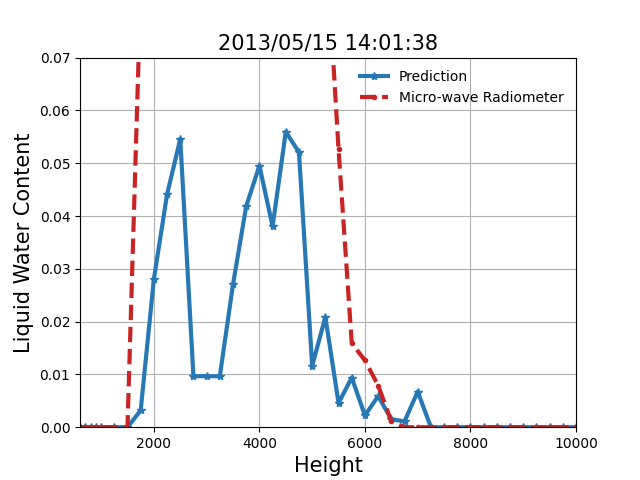 2013/05/15 14:01:38
Prediction
Micro-wave Radiometer
Liquid Water Content
0.07
0.06
0.05
0.04
0.03
0.02
0.01
0.00
2000 4000 6000 8000 10000
Height